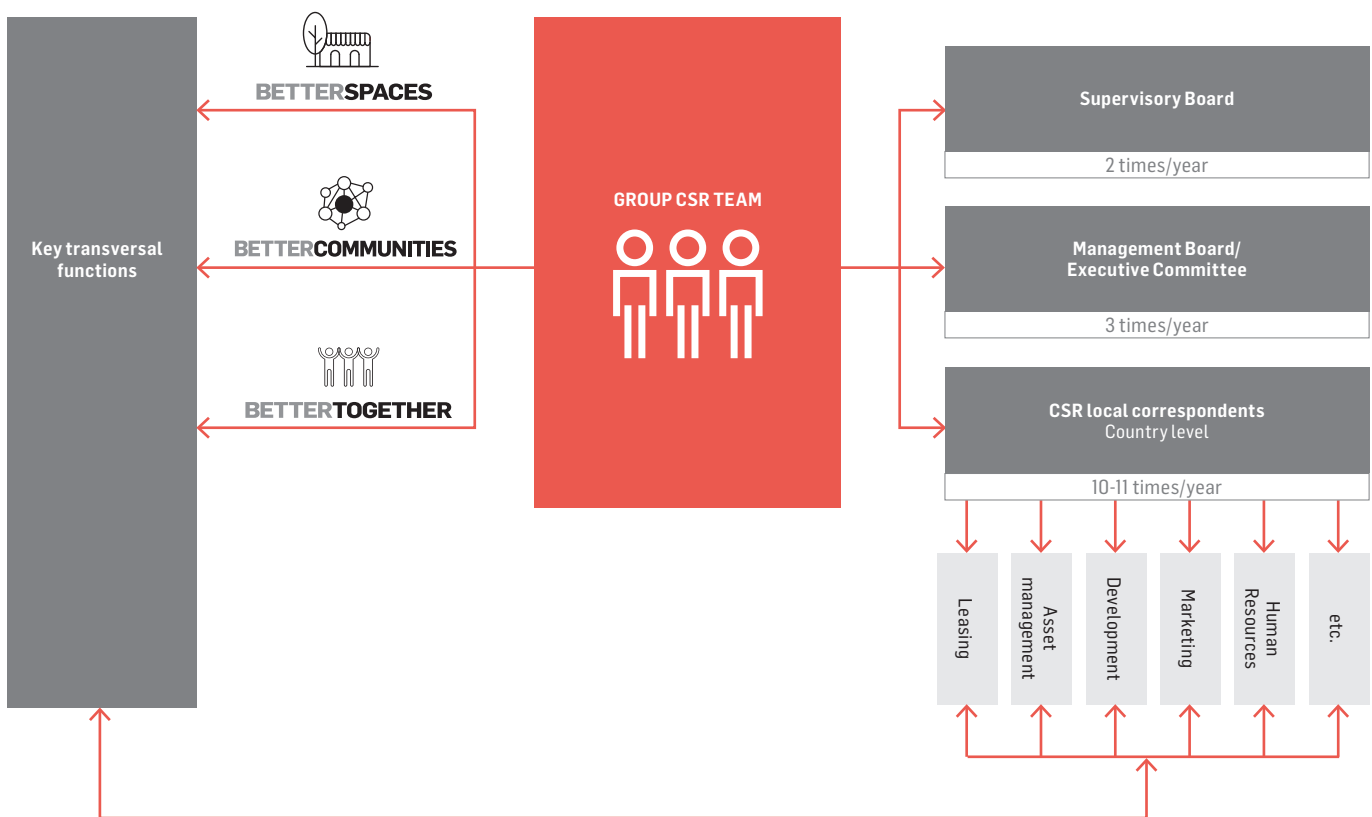 Key transversal
functions
BETTERSPACES
BETTERCOMMUNITIES
BETTERTOGETHER
GROUP CSR TEAM
Supervisory Board
2 times/year
Management Board/
Executive Committee
3 times/year
CSR local correspondents
Country level
10-11 times/year
Leasing
Asset
management
Development
Marketing
Human
Resources
etc.